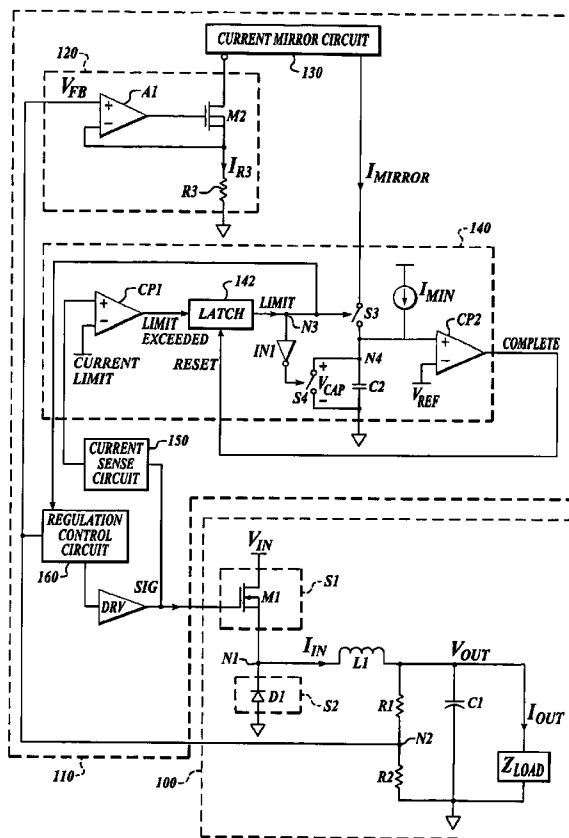 CURRENT MIRROR CIRCUIT
130
120
V_FB
A1
+
−
M2
I_R3
R3
I_MIRROR
140
CP1
+
−
CURRENT LIMIT
LIMIT EXCEEDED
142
LATCH
LIMIT
N3
RESET
IN1
S4
+
V_CAP
−
S3
N4
C2
I_MIN
CP2
+
−
V_REF
COMPLETE
150
CURRENT SENSE CIRCUIT
REGULATION CONTROL CIRCUIT
160
DRV
SIG
V_IN
M1
S1
N1
I_IN
L1
V_OUT
D1
S2
R1
C1
I_OUT
N2
R2
Z_LOAD
110
100